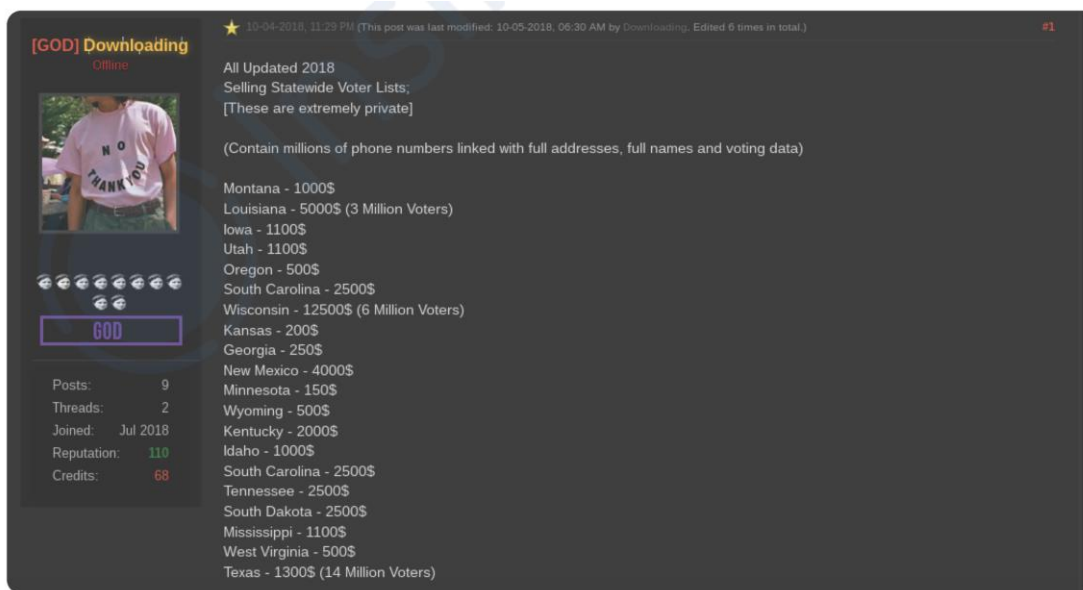 [GOD] Downloading
Offline
NO
THANK YOU
GOD
Posts: 9
Threads: 2
Joined: Jul 2018
Reputation: 110
Credits: 68
10-04-2018, 11:29 PM (This post was last modified: 10-05-2018, 06:30 AM by Downloading. Edited 6 times in total.)
#1
All Updated 2018
Selling Statewide Voter Lists;
[These are extremely private]
(Contain millions of phone numbers linked with full addresses, full names and voting data)
Montana - 1000$
Louisiana - 5000$ (3 Million Voters)
Iowa - 1100$
Utah - 1100$
Oregon - 500$
South Carolina - 2500$
Wisconsin - 12500$ (6 Million Voters)
Kansas - 200$
Georgia - 250$
New Mexico - 4000$
Minnesota - 150$
Wyoming - 500$
Kentucky - 2000$
Idaho - 1000$
South Carolina - 2500$
Tennessee - 2500$
South Dakota - 2500$
Mississippi - 1100$
West Virginia - 500$
Texas - 1300$ (14 Million Voters)